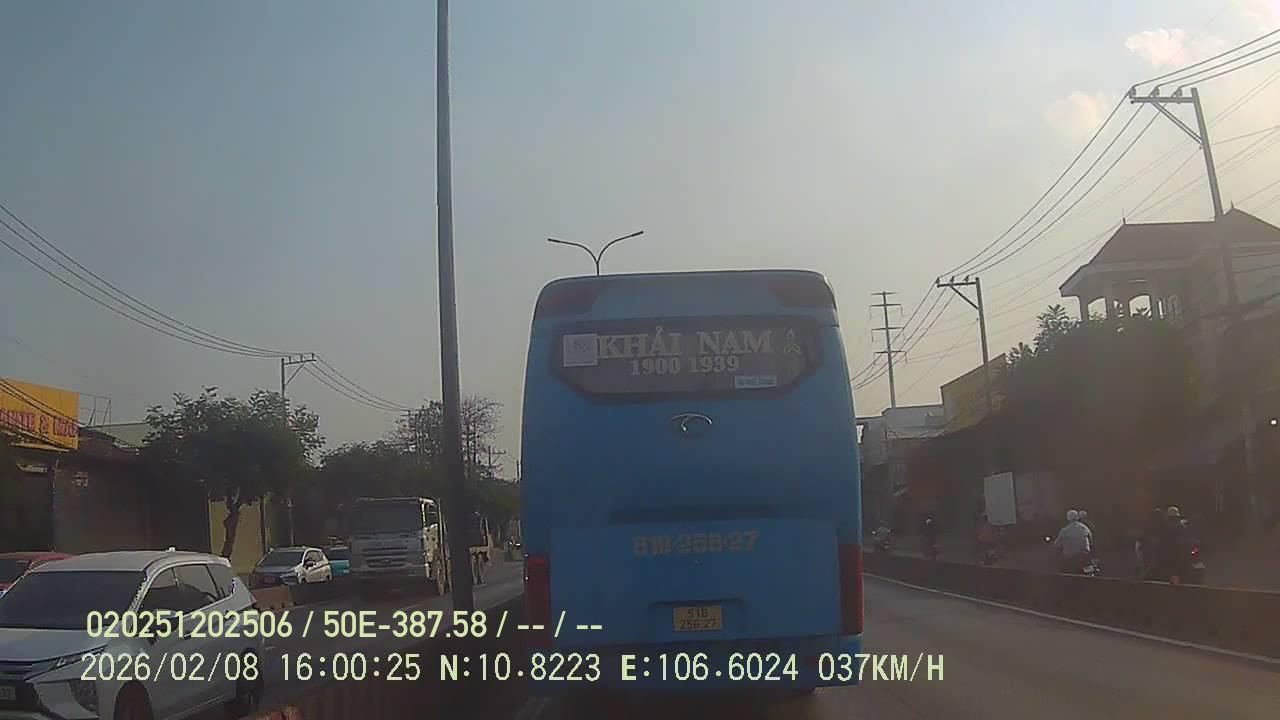 KHẢI NAM
1900 1939
51B-256-27
51B
256.27
020251202506 / 50E-387.58 / -- / --
2026/02/08 16:00:25 N:10.8223 E:106.6024 037KM/H